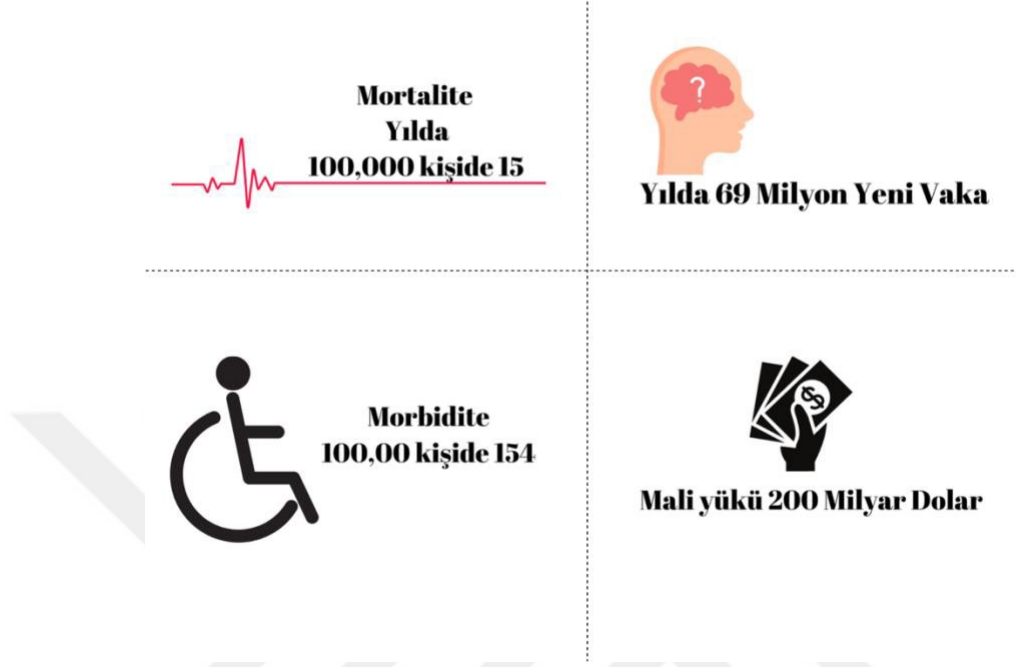 Mortalite
Yılda
100,000 kişide 15
?
Yılda 69 Milyon Yeni Vaka
Morbidite
100,00 kişide 154
$
Mali yükü 200 Milyar Dolar